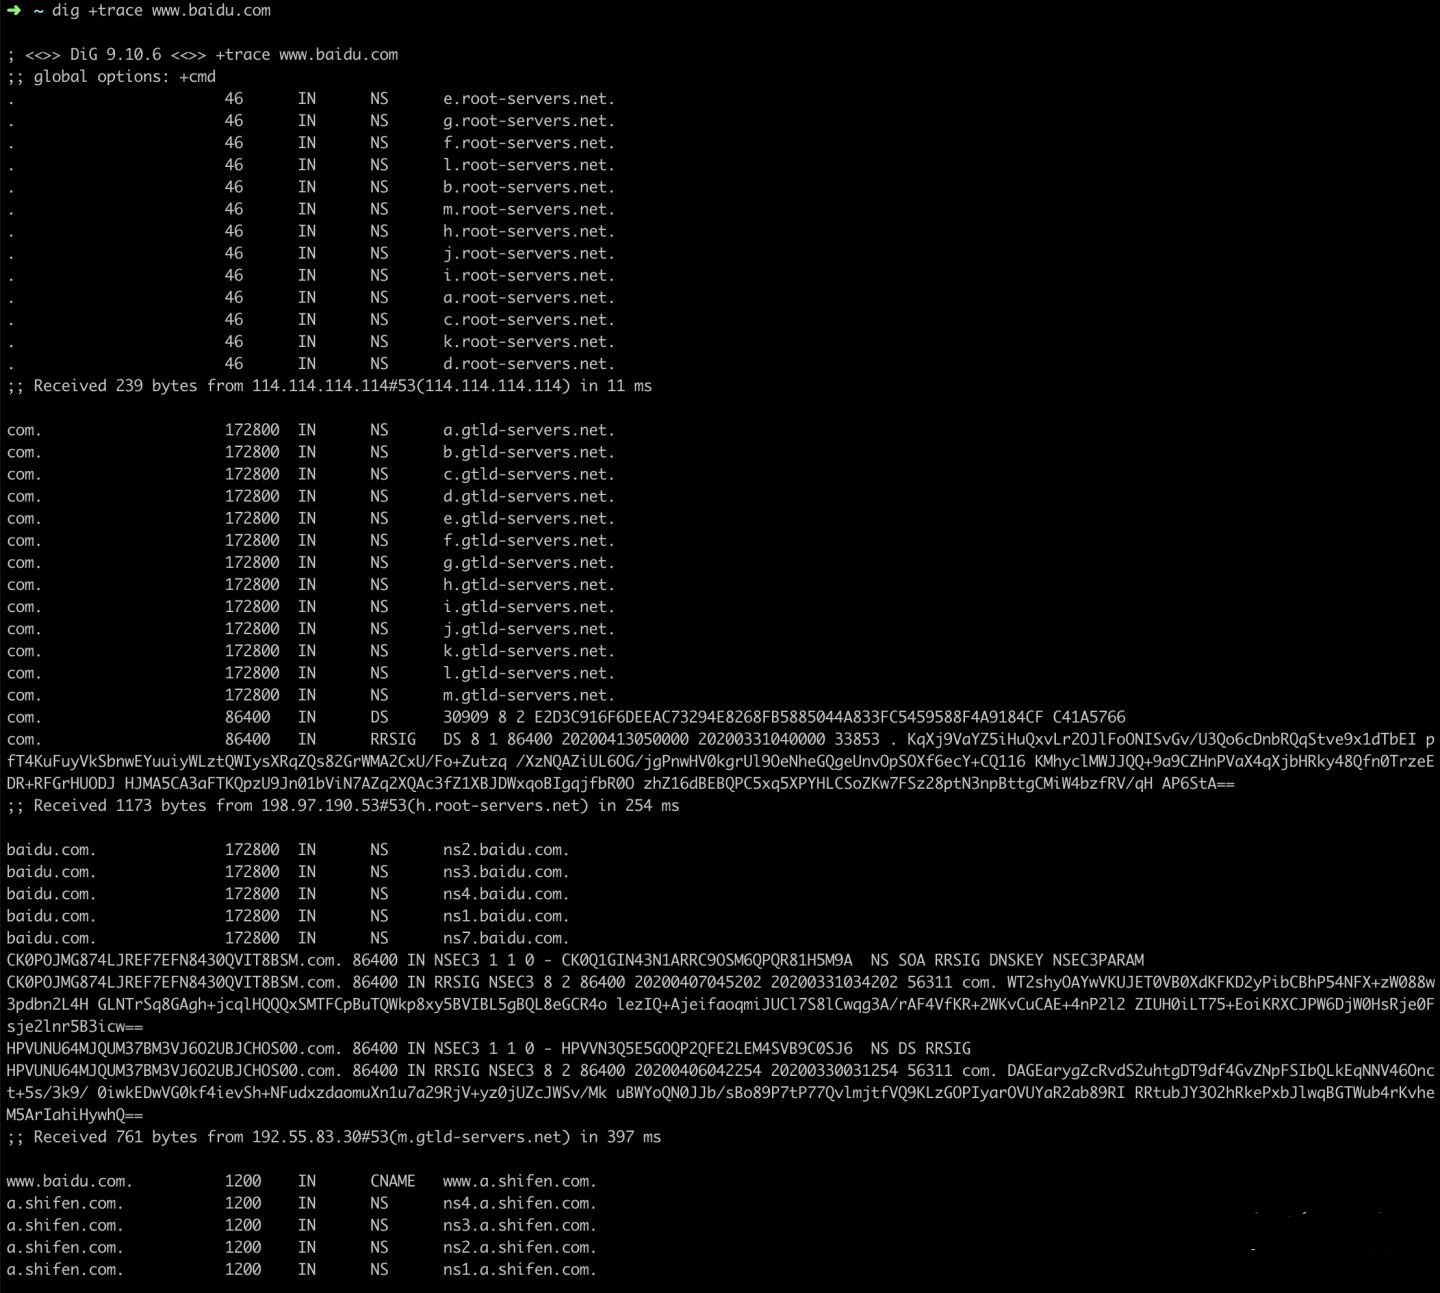 ➜ ~ dig +trace www.baidu.com
; <<>> DiG 9.10.6 <<>> +trace www.baidu.com
;; global options: +cmd
. 46 IN NS e.root-servers.net.
. 46 IN NS g.root-servers.net.
. 46 IN NS f.root-servers.net.
. 46 IN NS l.root-servers.net.
. 46 IN NS b.root-servers.net.
. 46 IN NS m.root-servers.net.
. 46 IN NS h.root-servers.net.
. 46 IN NS j.root-servers.net.
. 46 IN NS i.root-servers.net.
. 46 IN NS a.root-servers.net.
. 46 IN NS c.root-servers.net.
. 46 IN NS k.root-servers.net.
. 46 IN NS d.root-servers.net.
;; Received 239 bytes from 114.114.114.114#53(114.114.114.114) in 11 ms
com. 172800 IN NS a.gtld-servers.net.
com. 172800 IN NS b.gtld-servers.net.
com. 172800 IN NS c.gtld-servers.net.
com. 172800 IN NS d.gtld-servers.net.
com. 172800 IN NS e.gtld-servers.net.
com. 172800 IN NS f.gtld-servers.net.
com. 172800 IN NS g.gtld-servers.net.
com. 172800 IN NS h.gtld-servers.net.
com. 172800 IN NS i.gtld-servers.net.
com. 172800 IN NS j.gtld-servers.net.
com. 172800 IN NS k.gtld-servers.net.
com. 172800 IN NS l.gtld-servers.net.
com. 172800 IN NS m.gtld-servers.net.
com. 86400 IN DS 30909 8 2 E2D3C916F6DEEAC73294E8268FB5885044A833FC5459588F4A9184CF C41A5766
com. 86400 IN RRSIG DS 8 1 86400 20200413050000 20200331040000 33853 . KqXj9VaYZ5iHuQxvLr2OJlFoONISvGv/U3Qo6cDnbRQqStve9x1dTbEI p
fT4KuFuyVkSbnwEYuuiyWLztQWIysXRqZQs82GrWMA2CxU/Fo+Zutzq /XzNQAZiUL6OG/jgPnwHV0kgrUl9OeNheGQgeUnvOpSOXf6ecY+CQ116 KMhyclMWJJQQ+9a9CZHnPVaX4qXjbHRky48Qfn0TrzeE
DR+RFGrHUODJ HJMA5CA3aFTKQpzU9Jn01bViN7AZq2XQAc3fZ1XBJDWxqoBIgqjfbR0O zhZ16dBEBQPC5xq5XPYHLCSoZKw7FSz28ptN3npBttgCMiW4bzfRV/qH AP6StA==
;; Received 1173 bytes from 198.97.190.53#53(h.root-servers.net) in 254 ms
baidu.com. 172800 IN NS ns2.baidu.com.
baidu.com. 172800 IN NS ns3.baidu.com.
baidu.com. 172800 IN NS ns4.baidu.com.
baidu.com. 172800 IN NS ns1.baidu.com.
baidu.com. 172800 IN NS ns7.baidu.com.
CK0POJMG874LJREF7EFN8430QVIT8BSM.com. 86400 IN NSEC3 1 1 0 - CK0Q1GIN43N1ARRC9OSM6QPQR81H5M9A NS SOA RRSIG DNSKEY NSEC3PARAM
CK0POJMG874LJREF7EFN8430QVIT8BSM.com. 86400 IN RRSIG NSEC3 8 2 86400 20200407045202 20200331034202 56311 com. WT2shyOAYwVKUJET0VB0XdKFKD2yPibCBhP54NFX+zW088w
3pdbn2L4H GLNTrSq8GAgh+jcqlHQQQxSMTFCpBuTQWkp8xy5BVIBL5gBQL8eGCR4o lezIQ+AjeifaoqmiJUCl7S8lCwqg3A/rAF4VfKR+2WKvCuCAE+4nP2l2 ZIUH0iLT75+EoiKRXCJPW6DjW0HsRje0F
sje2lnr5B3icw==
HPVUNU64MJQUM37BM3VJ6O2UBJCHOS00.com. 86400 IN NSEC3 1 1 0 - HPVVN3Q5E5GOQP2QFE2LEM4SVB9C0SJ6 NS DS RRSIG
HPVUNU64MJQUM37BM3VJ6O2UBJCHOS00.com. 86400 IN RRSIG NSEC3 8 2 86400 20200406042254 20200330031254 56311 com. DAGEarygZcRvdS2uhtgDT9df4GvZNpFSIbQLkEqNNV46Onc
t+5s/3k9/ 0iwkEDwVG0kf4ievSh+NFudxzdaomuXn1u7a29RjV+yz0jUZcJWSv/Mk uBWYoQN0JJb/sBo89P7tP77QvlmjtfVQ9KLzGOPIyarOVUYaR2ab89RI RRtubJY3O2hRkePxbJlwqBGTWub4rKvhe
M5ArIahiHywhQ==
;; Received 761 bytes from 192.55.83.30#53(m.gtld-servers.net) in 397 ms
www.baidu.com. 1200 IN CNAME www.a.shifen.com.
a.shifen.com. 1200 IN NS ns4.a.shifen.com.
a.shifen.com. 1200 IN NS ns3.a.shifen.com.
a.shifen.com. 1200 IN NS ns2.a.shifen.com.
a.shifen.com. 1200 IN NS ns1.a.shifen.com.